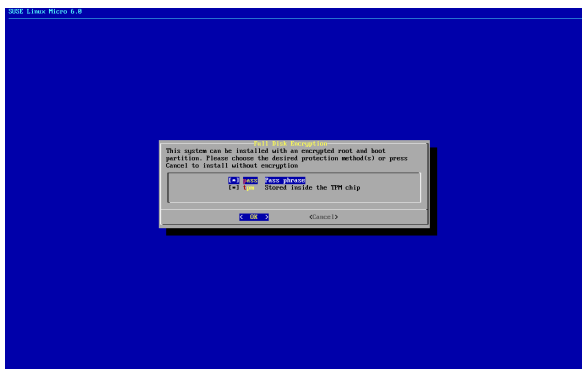 SUSE Linux Micro 6.0
Full Disk Encryption
This system can be installed with an encrypted root and boot
partition. Please choose the desired protection method(s) or press
Cancel to install without encryption
[*] pass Pass phrase
[*] tpm Stored inside the TPM chip
< OK > <Cancel>